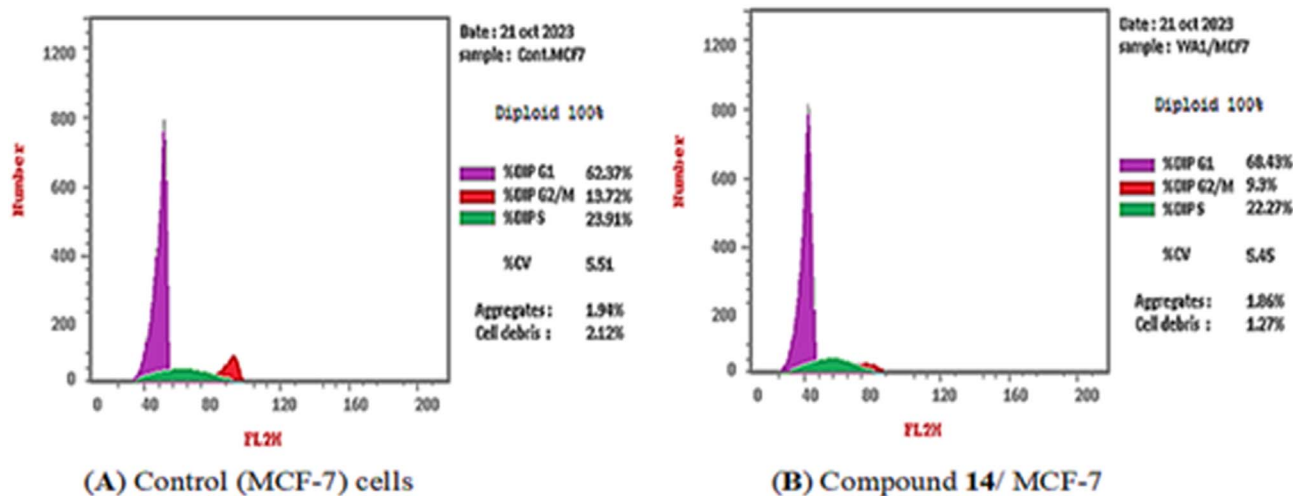 Date : 21 oct 2023
sample : Cont.MCF7
Diploid 100%
%DIP G1 62.37%
%DIP G2/M 13.72%
%DIP S 23.91%
%CV 5.51
Aggregates : 1.94%
Cell debris : 2.12%
Number
1200
800
600
400
200
0
0 40 80 120 160 200
FL2H
(A) Control (MCF-7) cells
Date : 21 oct 2023
sample : WA1/MCF7
Diploid 100%
%DIP G1 68.43%
%DIP G2/M 9.3%
%DIP S 22.27%
%CV 5.45
Aggregates : 1.86%
Cell debris : 1.27%
Number
1200
800
600
400
200
0
0 40 80 120 160 200
FL2H
(B) Compound 14/ MCF-7